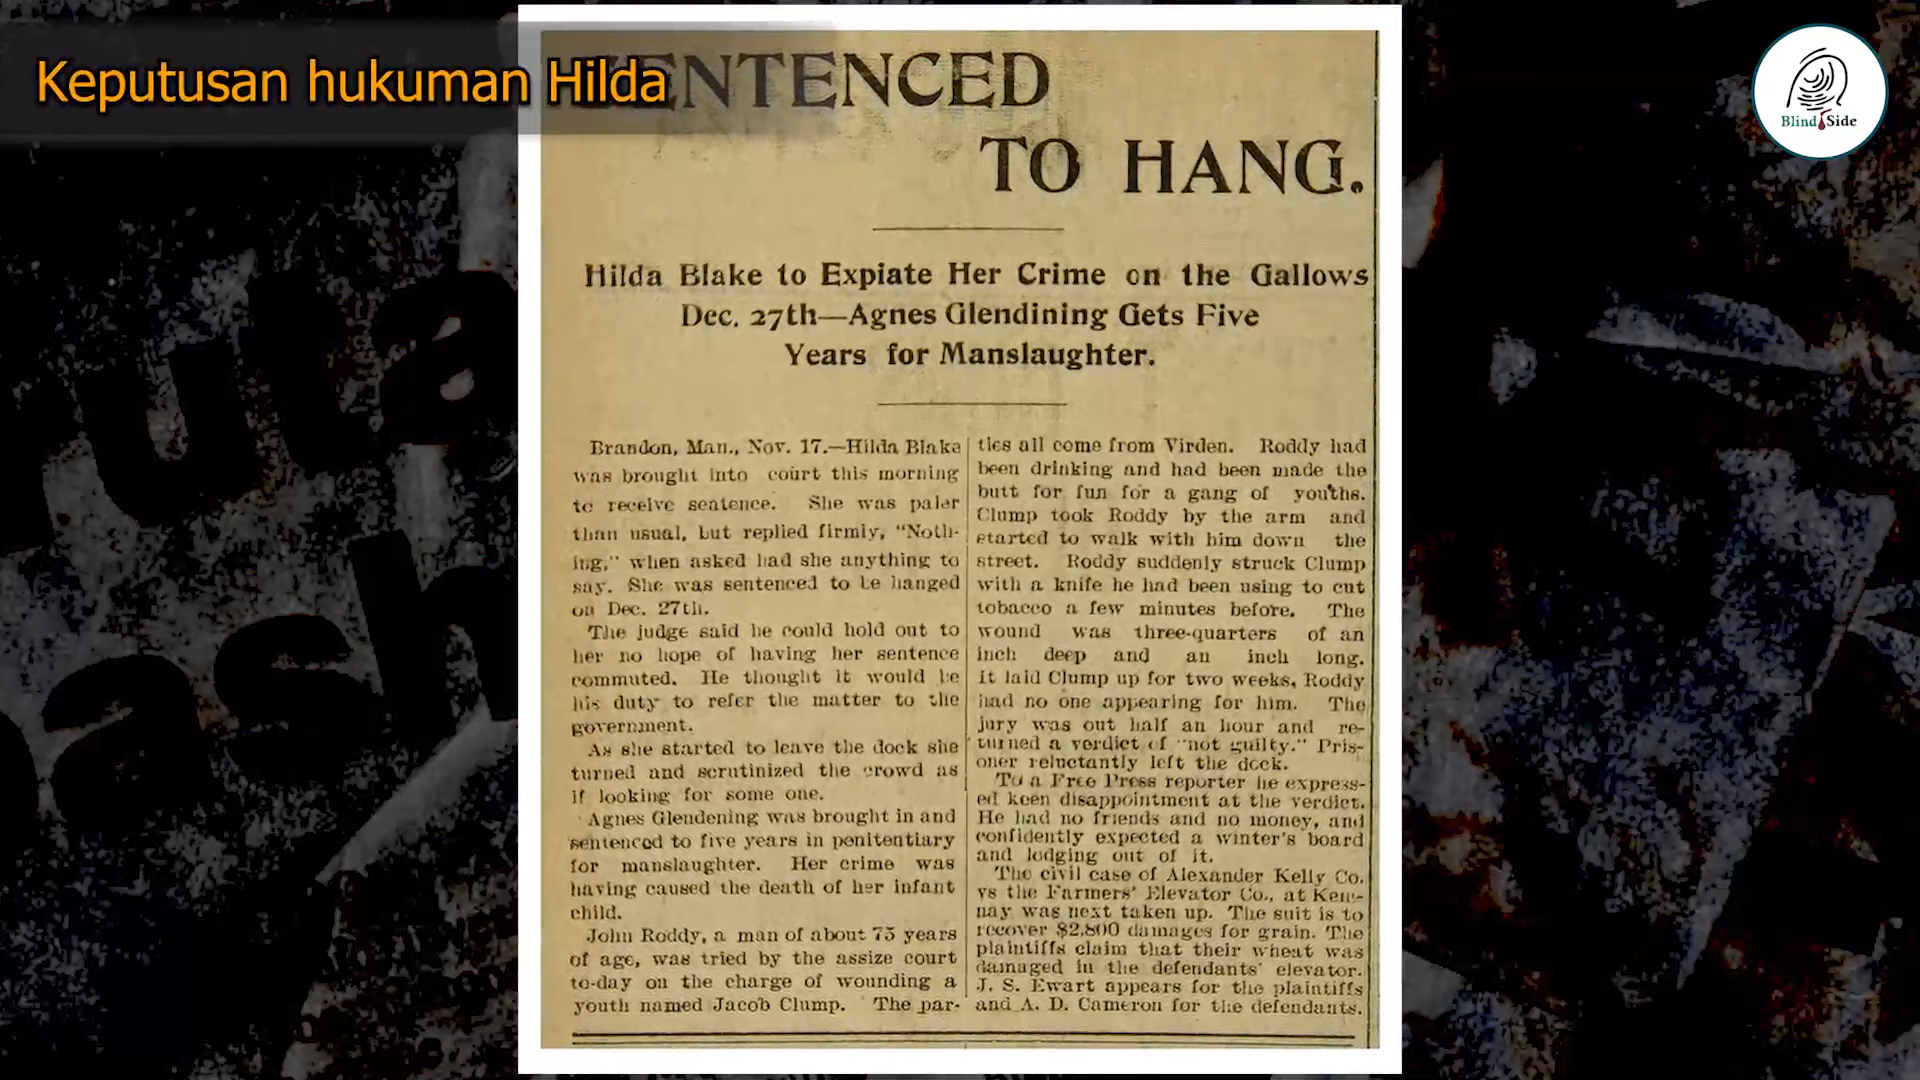 Keputusan hukuman Hilda
Blind Side
SENTENCED
TO HANG.
Hilda Blake to Expiate Her Crime on the Gallows
Dec. 27th—Agnes Glendining Gets Five
Years for Manslaughter.
Brandon, Man., Nov. 17.—Hilda Blake
was brought into court this morning
to receive sentence. She was paler
than usual, but replied firmly, “Noth-
ing,” when asked had she anything to
say. She was sentenced to be hanged
on Dec. 27th.
The judge said he could hold out to
her no hope of having her sentence
commuted. He thought it would be
his duty to refer the matter to the
government.
As she started to leave the dock she
turned and scrutinized the crowd as
if looking for some one.
Agnes Glendening was brought in and
sentenced to five years in penitentiary
for manslaughter. Her crime was
having caused the death of her infant
child.
John Roddy, a man of about 75 years
of age, was tried by the assize court
to-day on the charge of wounding a
youth named Jacob Clump. The par-
ties all come from Virden. Roddy had
been drinking and had been made the
butt for fun for a gang of youths.
Clump took Roddy by the arm and
started to walk with him down the
street. Roddy suddenly struck Clump
with a knife he had been using to cut
tobacco a few minutes before. The
wound was three-quarters of an
inch deep and an inch long.
It laid Clump up for two weeks, Roddy
had no one appearing for him. The
jury was out half an hour and re-
turned a verdict of “not guilty.” Pris-
oner reluctantly left the dock.
To a Free Press reporter he express-
ed keen disappointment at the verdict.
He had no friends and no money, and
confidently expected a winter's board
and lodging out of it.
The civil case of Alexander Kelly Co.
vs the Farmers' Elevator Co., at Kem-
nay was next taken up. The suit is to
recover $2,800 damages for grain. The
plaintiffs claim that their wheat was
damaged in the defendants' elevator.
J. S. Ewart appears for the plaintiffs
and A. D. Cameron for the defendants.